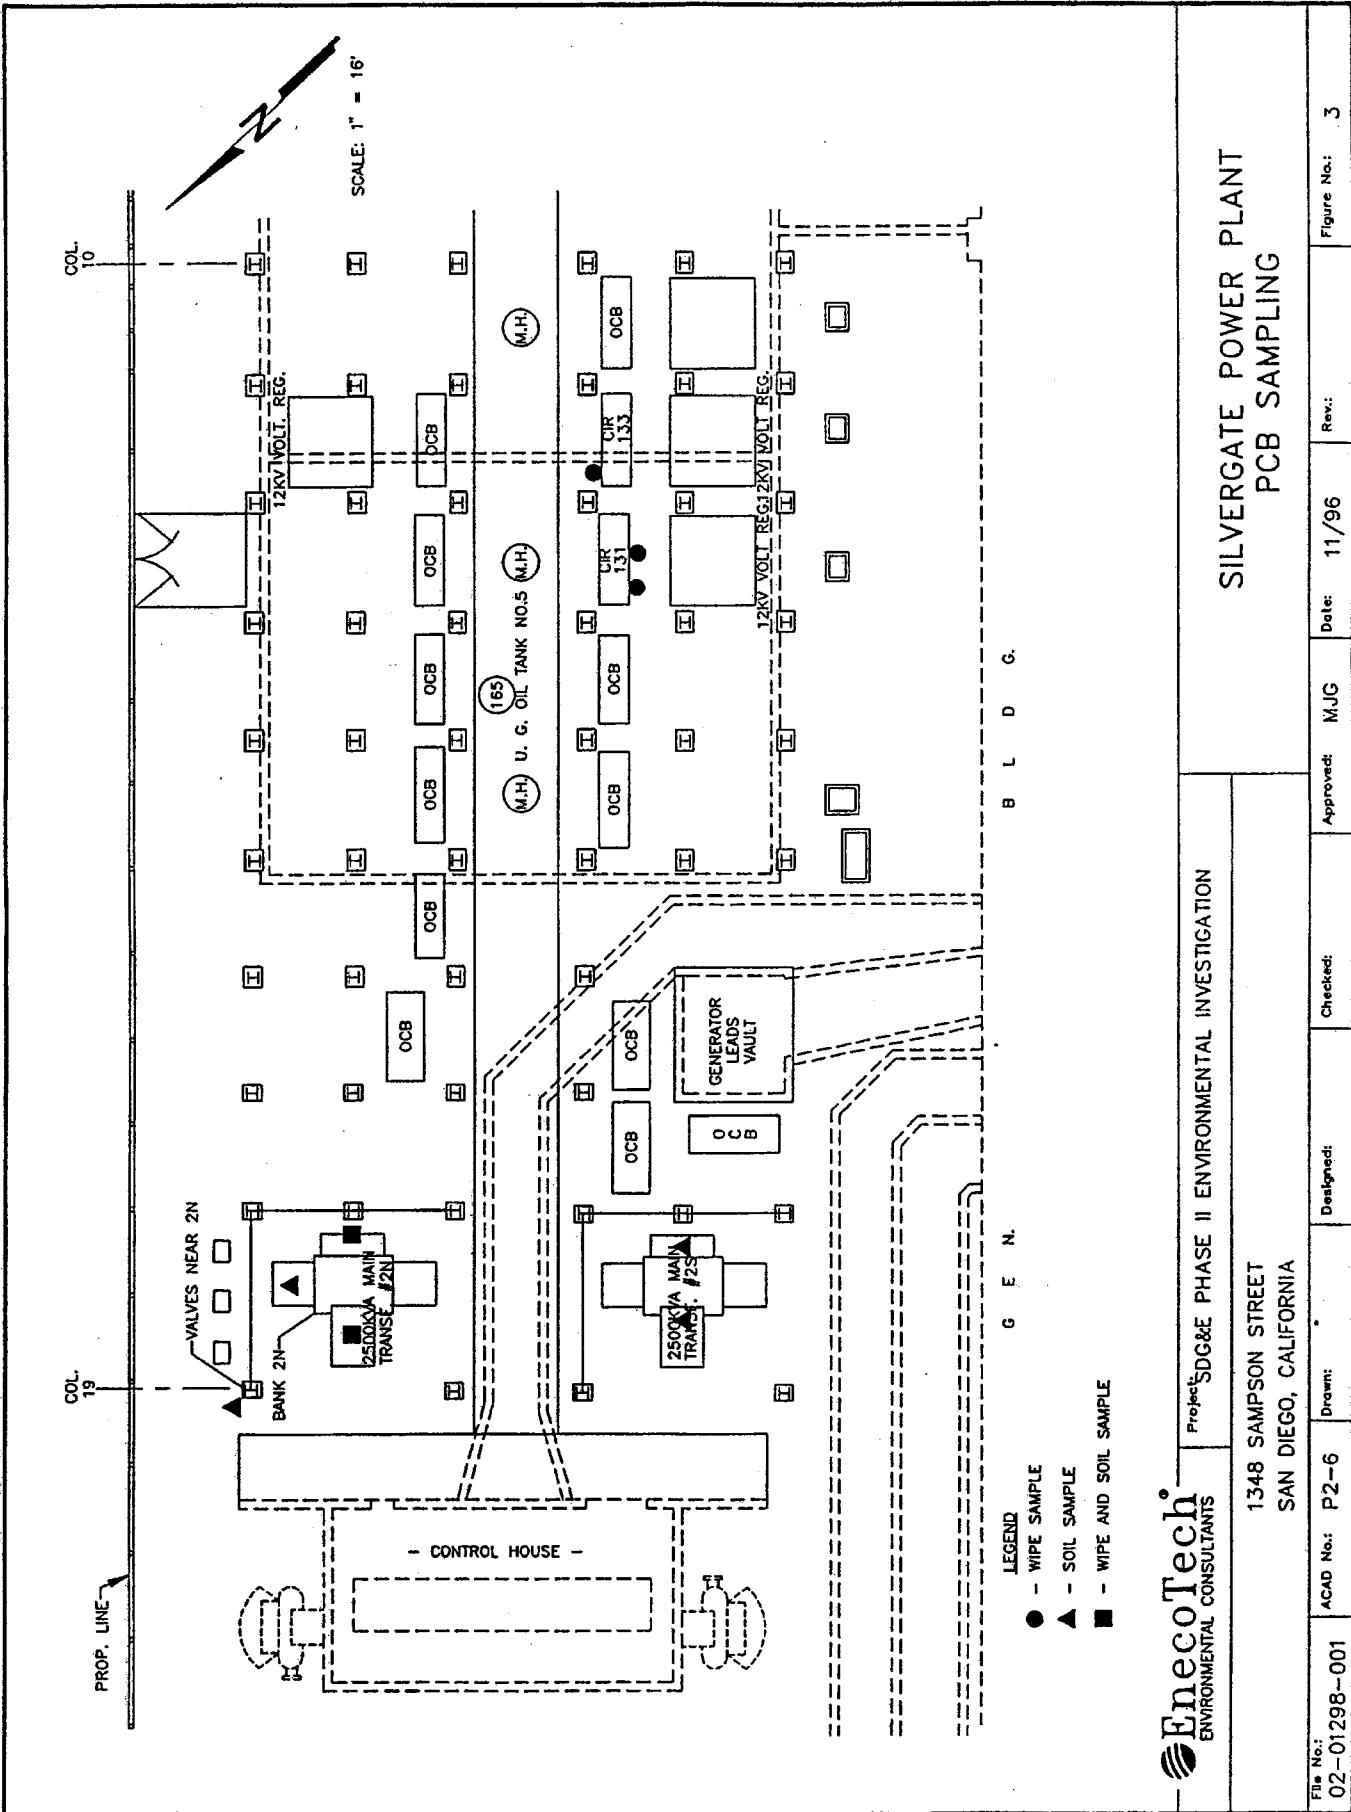 PROP. LINE
COL.
19
VALVES NEAR 2N
COL.
10
N
SCALE: 1" = 16'
BANK 2N
2500KVA MAIN
TRANSF. #2N
12KV VOLT. REG.
OCB
OCB
OCB
OCB
OCB
OCB
M.H.
U. G. OIL TANK NO.5
165
M.H.
M.H.
- CONTROL HOUSE -
2500KVA MAIN
TRANSF. #2S
OCB
OCB
O C B
GENERATOR
LEADS
VAULT
OCB
OCB
CIR
131
CIR
133
OCB
12KV VOLT REG.
12KV VOLT REG.
G E N. B L D G.
LEGEND
- WIPE SAMPLE
- SOIL SAMPLE
- WIPE AND SOIL SAMPLE
EnecoTech
ENVIRONMENTAL CONSULTANTS
Project: SDG&E PHASE II ENVIRONMENTAL INVESTIGATION
1348 SAMPSON STREET
SAN DIEGO, CALIFORNIA
SILVERGATE POWER PLANT
PCB SAMPLING
File No.: 02-01298-001
ACAD No.: P2-6
Drawn:
Designed:
Checked:
Approved: MJG
Date: 11/96
Rev.:
Figure No.: 3